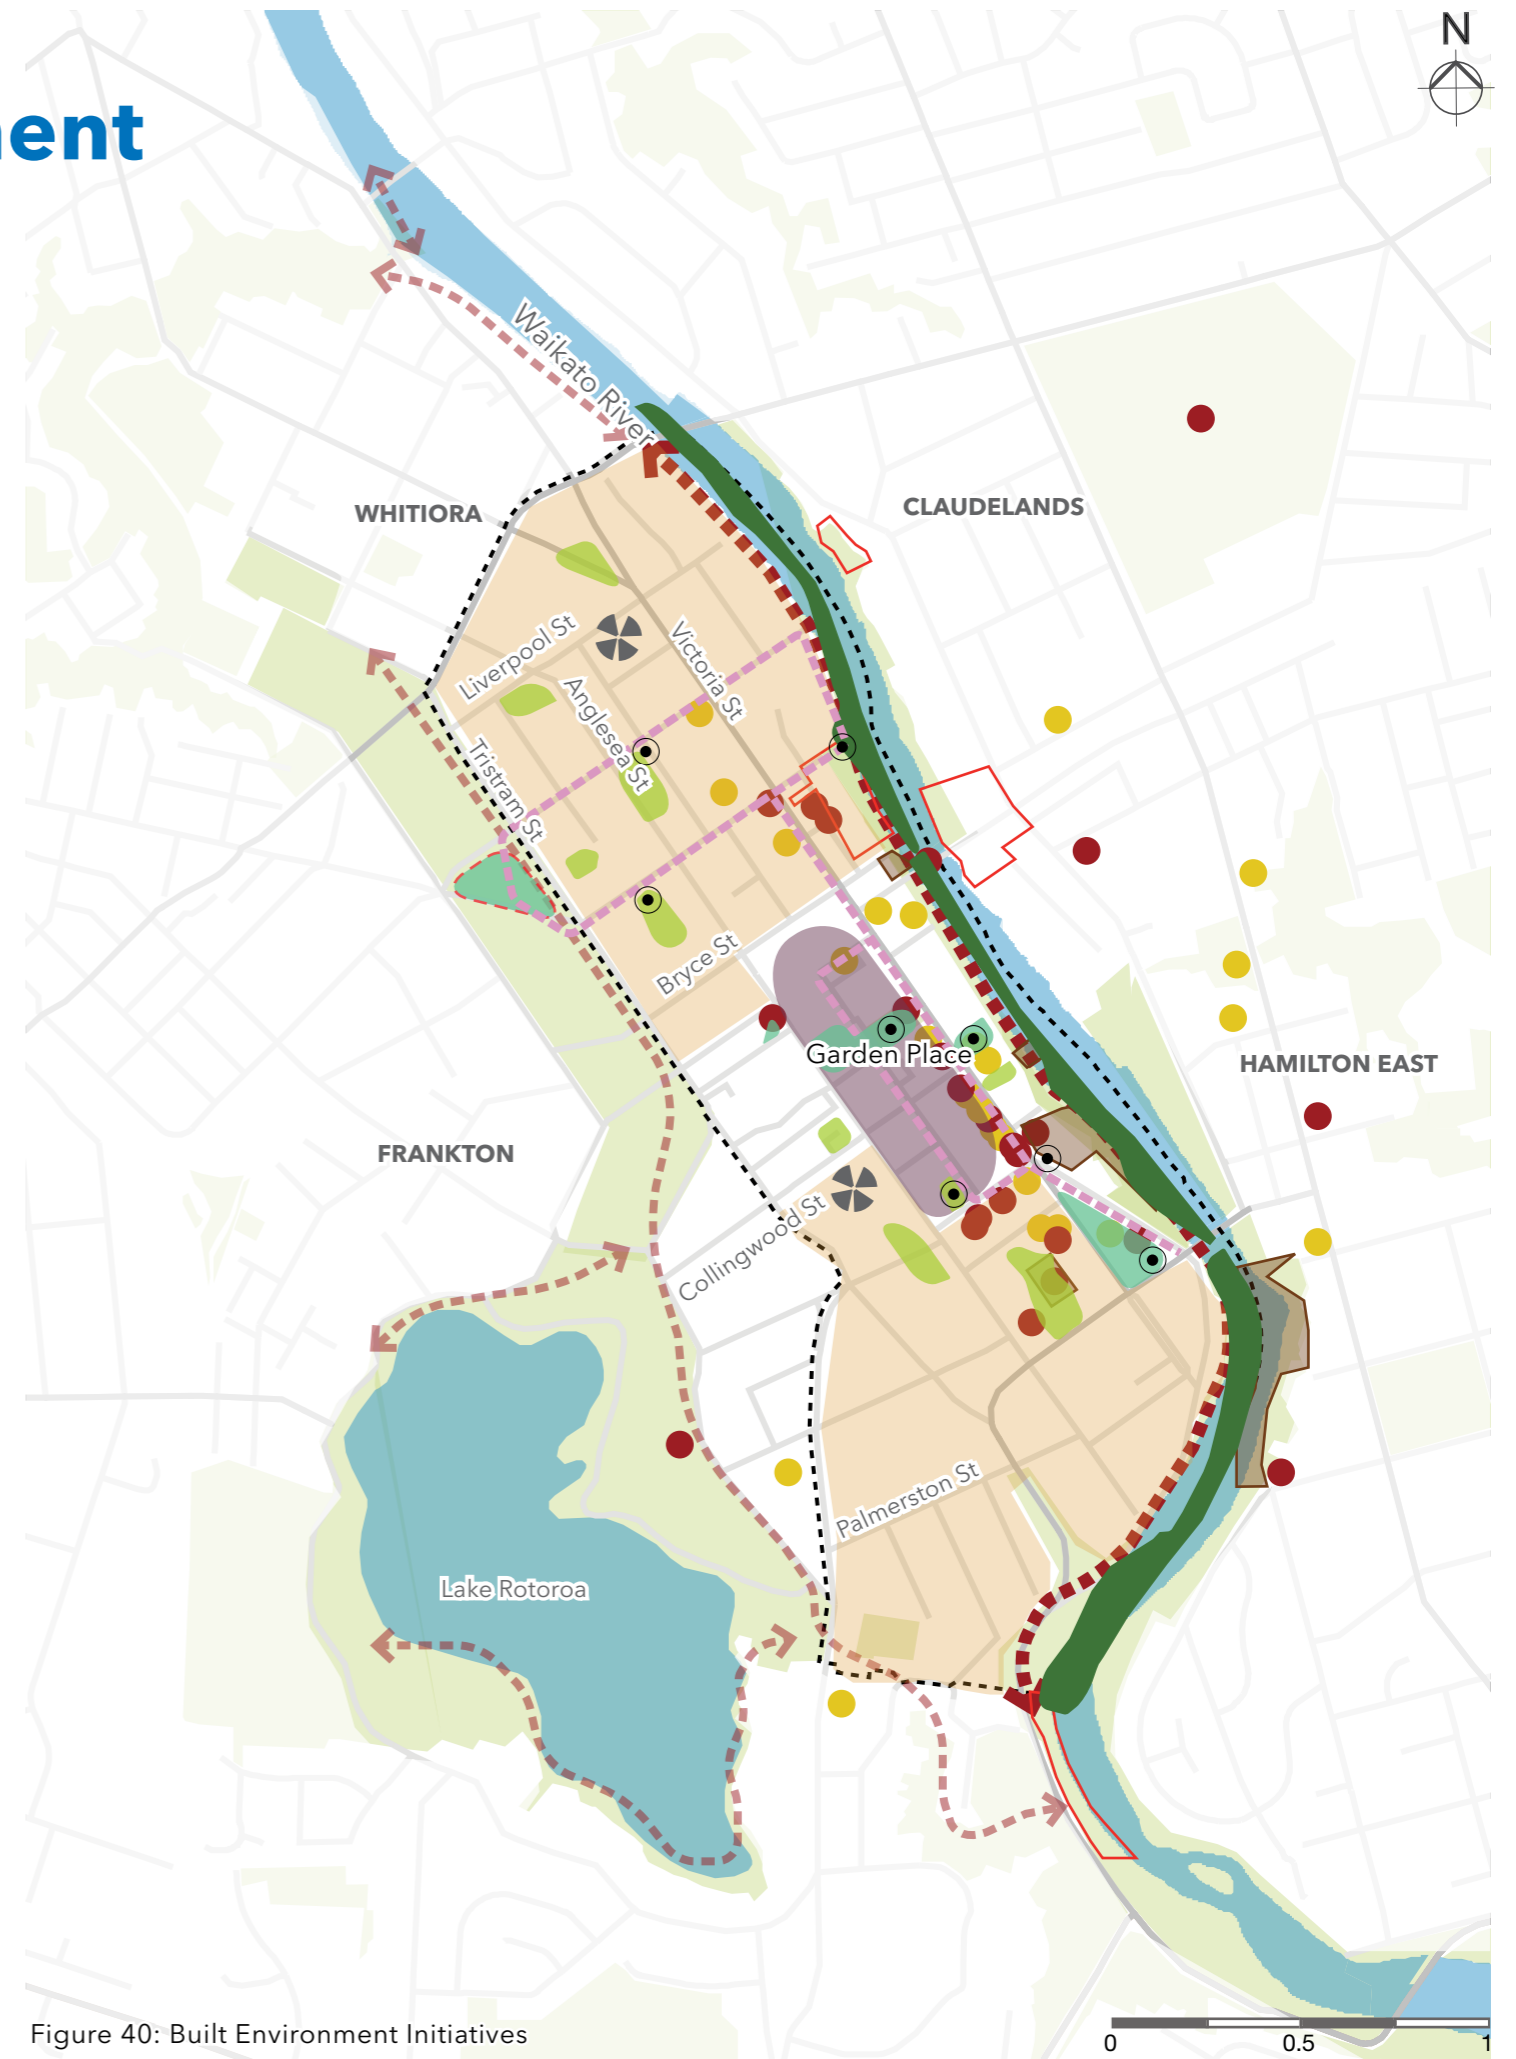 N
ent
Waikato River
WHITIORA
CLAUDELANDS
Liverpool St
Victoria St
Anglesea St
Tristram St
Bryce St
Garden Place
HAMILTON EAST
FRANKTON
Collingwood St
Palmerston St
Lake Rotoroa
Figure 40: Built Environment Initiatives
0 0.5 1